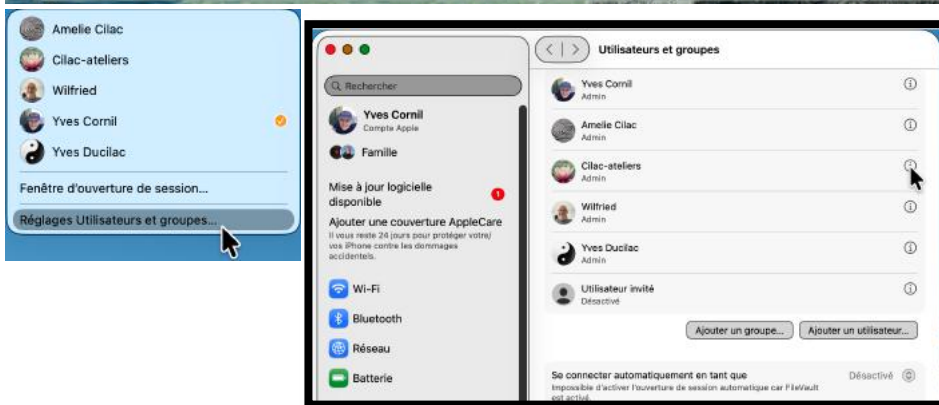 Amelie Cilac
Cilac-ateliers
Wilfried
Yves Cornil
Yves Ducilac
Fenêtre d'ouverture de session...
Réglages Utilisateurs et groupes...
Rechercher
Yves Cornil
Compte Apple
Famille
Mise à jour logicielle
disponible
1
Ajouter une couverture AppleCare
Il vous reste 24 jours pour protéger votre/
vos iPhone contre les dommages
accidentels.
Wi-Fi
Bluetooth
Réseau
Batterie
Utilisateurs et groupes
Yves Cornil
Admin
Amelie Cilac
Admin
Cilac-ateliers
Admin
Wilfried
Admin
Yves Ducilac
Admin
Utilisateur invité
Désactivé
Ajouter un groupe...
Ajouter un utilisateur...
Se connecter automatiquement en tant que
Désactivé
Impossible d'activer l'ouverture de session automatique car FileVault
est activé.